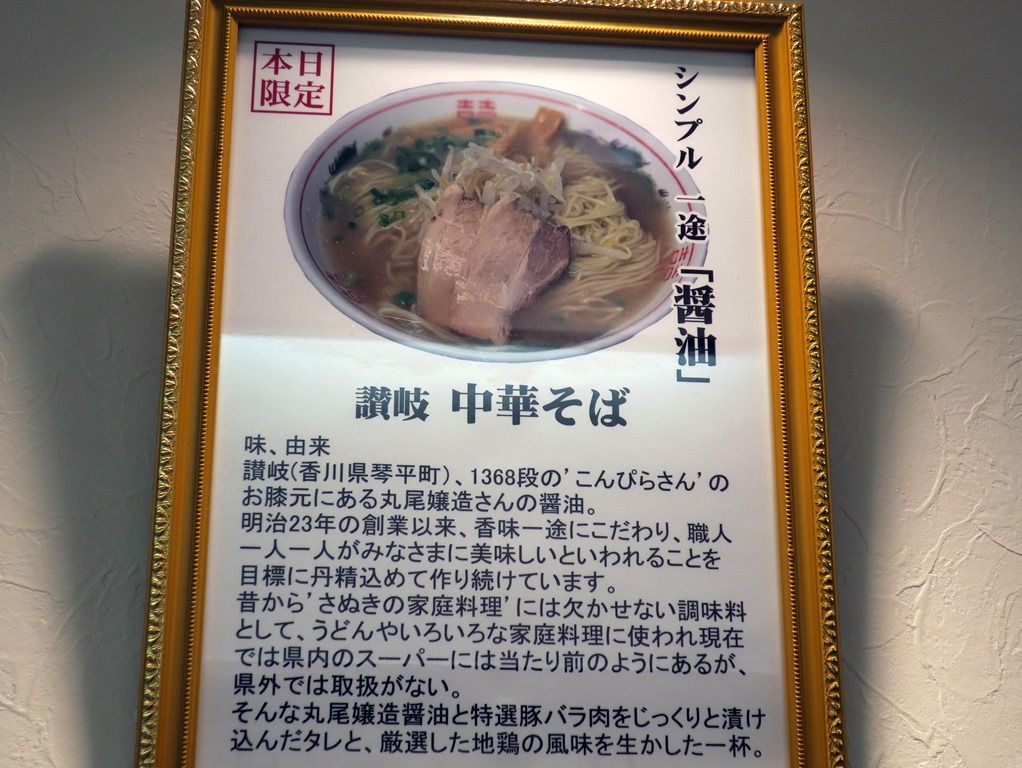 本日
限定
シンプル 一途「醤油」
讃岐 中華そば
味、由来
讃岐(香川県琴平町)、1368段の'こんぴらさん'の
お膝元にある丸尾嬢造さんの醤油。
明治23年の創業以来、香味一途にこだわり、職人
一人一人がみなさまに美味しいといわれることを
目標に丹精込めて作り続けています。
昔から'さぬきの家庭料理'には欠かせない調味料
として、うどんやいろいろな家庭料理に使われ現在
では県内のスーパーには当たり前のようにあるが、
県外では取扱がない。
そんな丸尾嬢造醤油と特選豚バラ肉をじっくりと漬け
込んだタレと、厳選した地鶏の風味を生かした一杯。